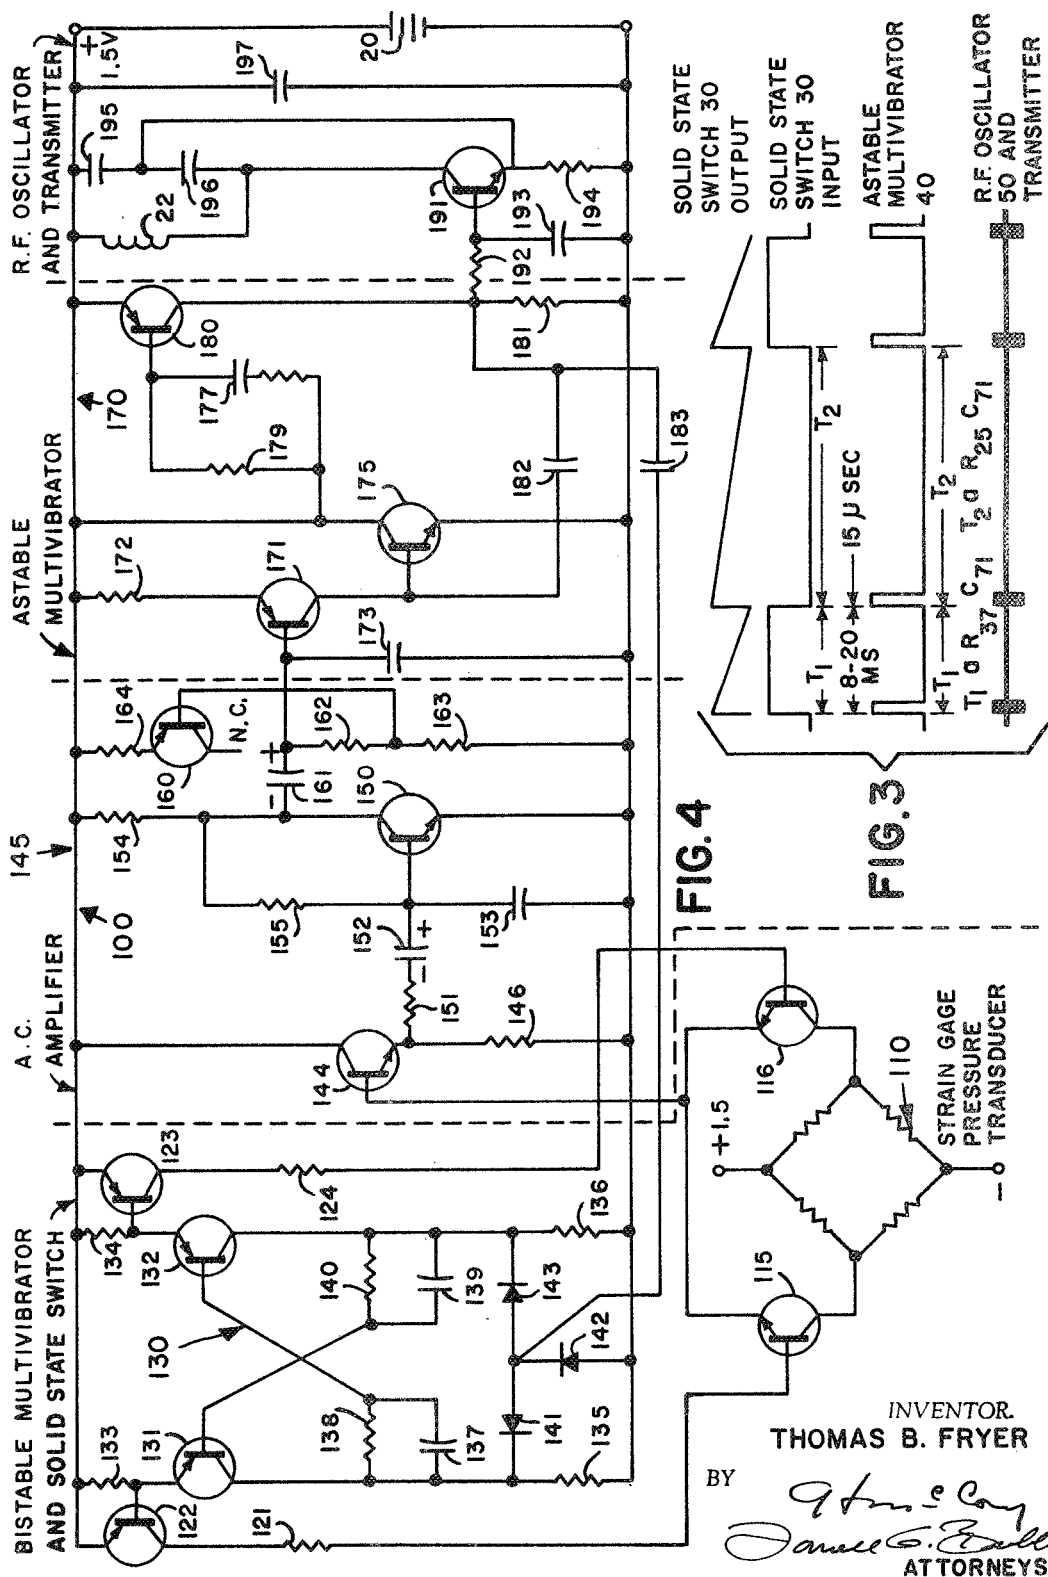 BISTABLE MULTIVIBRATOR
AND SOLID STATE SWITCH
A.C.
AMPLIFIER
145
100
ASTABLE
MULTIVIBRATOR
170
R.F. OSCILLATOR
AND TRANSMITTER
+
1.5V
133
131
122
121
134
132
123
124
130
140
139
138
137
136
135
143
142
141
144
146
151
152
- +
153
155
154
150
160
164
N.C.
- +
161
162
163
172
171
173
175
179
177
180
181
182
183
22
195
196
197
191
192
193
194
20
FIG. 4
115
116
+1.5
110
STRAIN GAGE
PRESSURE
TRANSDUCER
-
FIG. 3
SOLID STATE
SWITCH 30
OUTPUT
SOLID STATE
SWITCH 30
INPUT
T1
T2
8-20
MS
15 μ SEC
ASTABLE
MULTIVIBRATOR
40
T1
T2
T1 α R37 C71 T2 α R25 C71
R.F. OSCILLATOR
50 AND
TRANSMITTER
INVENTOR.
THOMAS B. FRYER
BY
ATTORNEYS